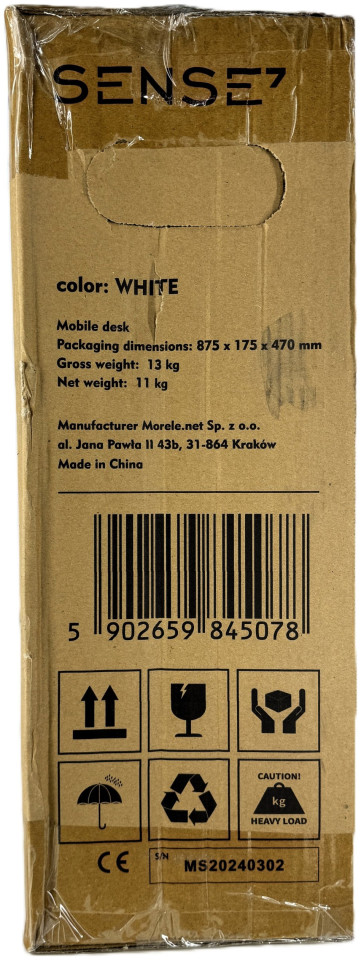 SENSE7
color: WHITE
Mobile desk
Packaging dimensions: 875 x 175 x 470 mm
Gross weight: 13 kg
Net weight: 11 kg
Manufacturer Morele.net Sp. z o.o.
al. Jana Pawła II 43b, 31-864 Kraków
Made in China
5 902659 845078
CAUTION!
kg
HEAVY LOAD
CE
S/N MS20240302